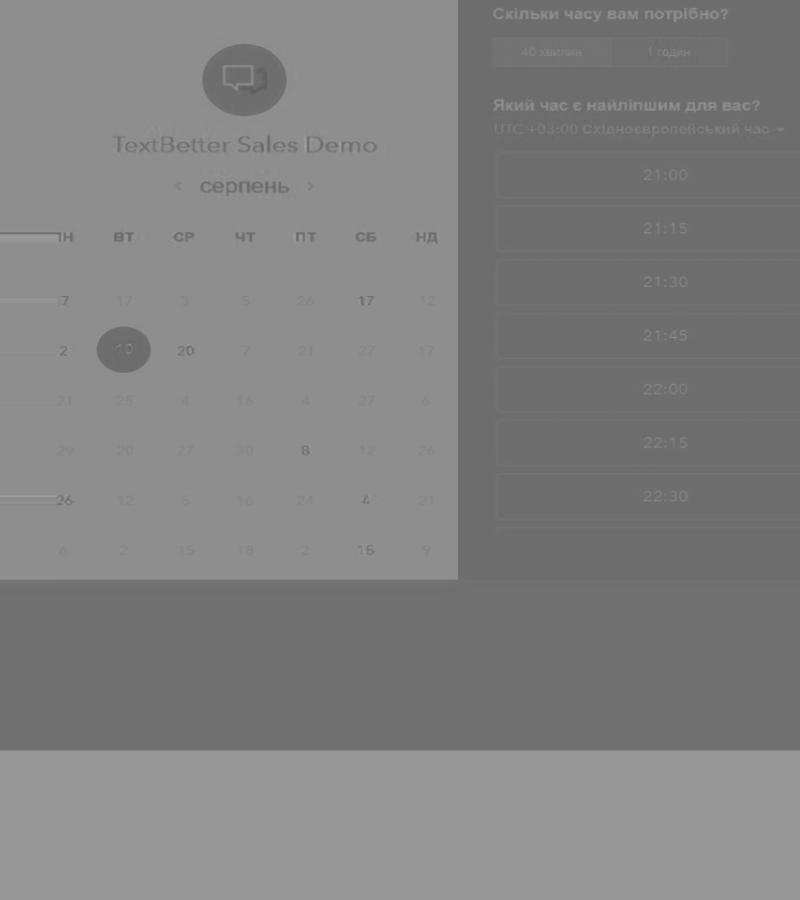 TextBetter Sales Demo
< серпень >
ПН ВТ СР ЧТ ПТ СБ НД
7 17 3 5 26 17 12
2 10 20 7 21 27 17
21 25 4 16 4 27 6
29 20 27 30 8 12 26
26 12 5 16 24 4 21
6 2 15 18 2 15 9
Скільки часу вам потрібно?
40 хвилин 1 годин
Який час є найліпшим для вас?
UTC +03:00 Східноєвропейський час
21:00
21:15
21:30
21:45
22:00
22:15
22:30